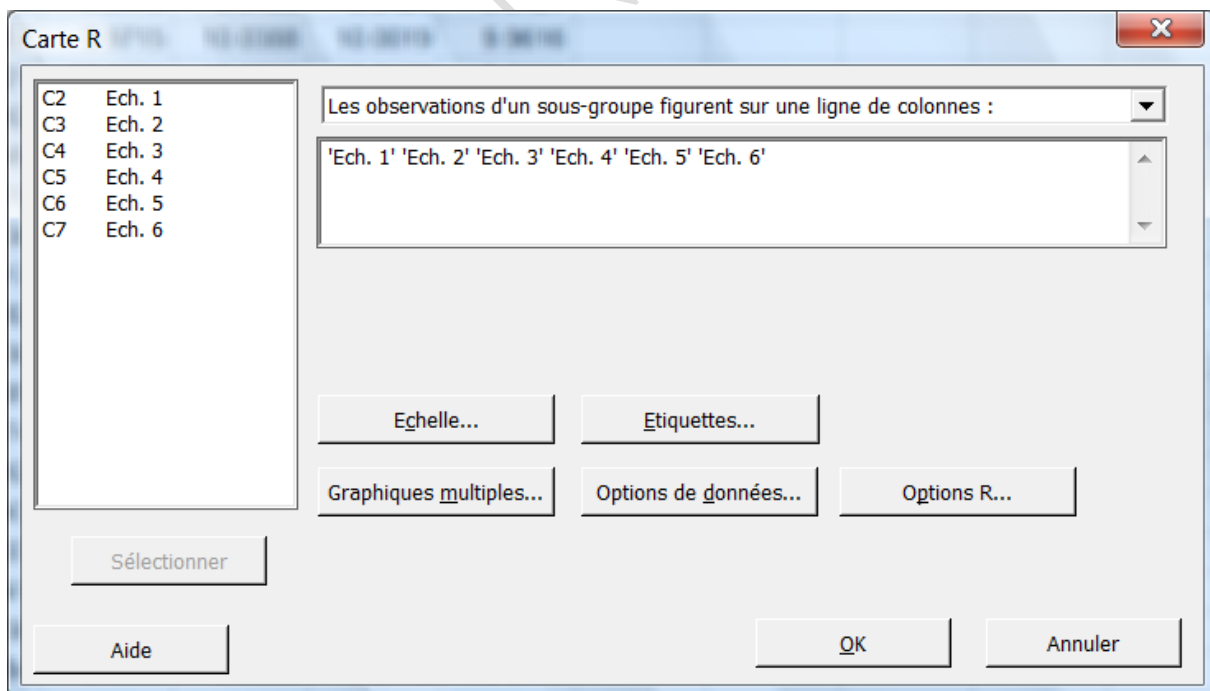 Carte R
C2 Ech. 1
C3 Ech. 2
C4 Ech. 3
C5 Ech. 4
C6 Ech. 5
C7 Ech. 6
Les observations d'un sous-groupe figurent sur une ligne de colonnes :
'Ech. 1' 'Ech. 2' 'Ech. 3' 'Ech. 4' 'Ech. 5' 'Ech. 6'
Echelle... Etiquettes...
Graphiques multiples... Options de données... Options R...
Sélectionner
Aide OK Annuler